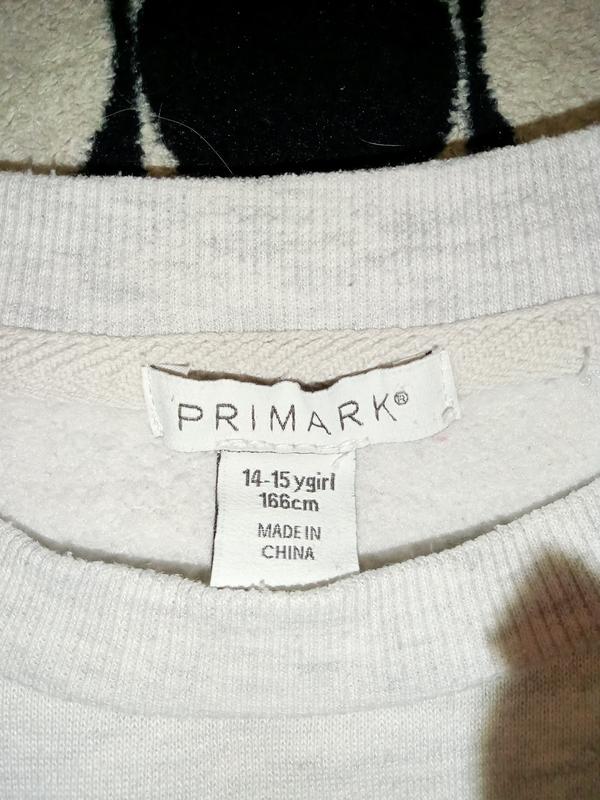 PRIMARK®
14-15 ygirl
166cm
MADE IN
CHINA